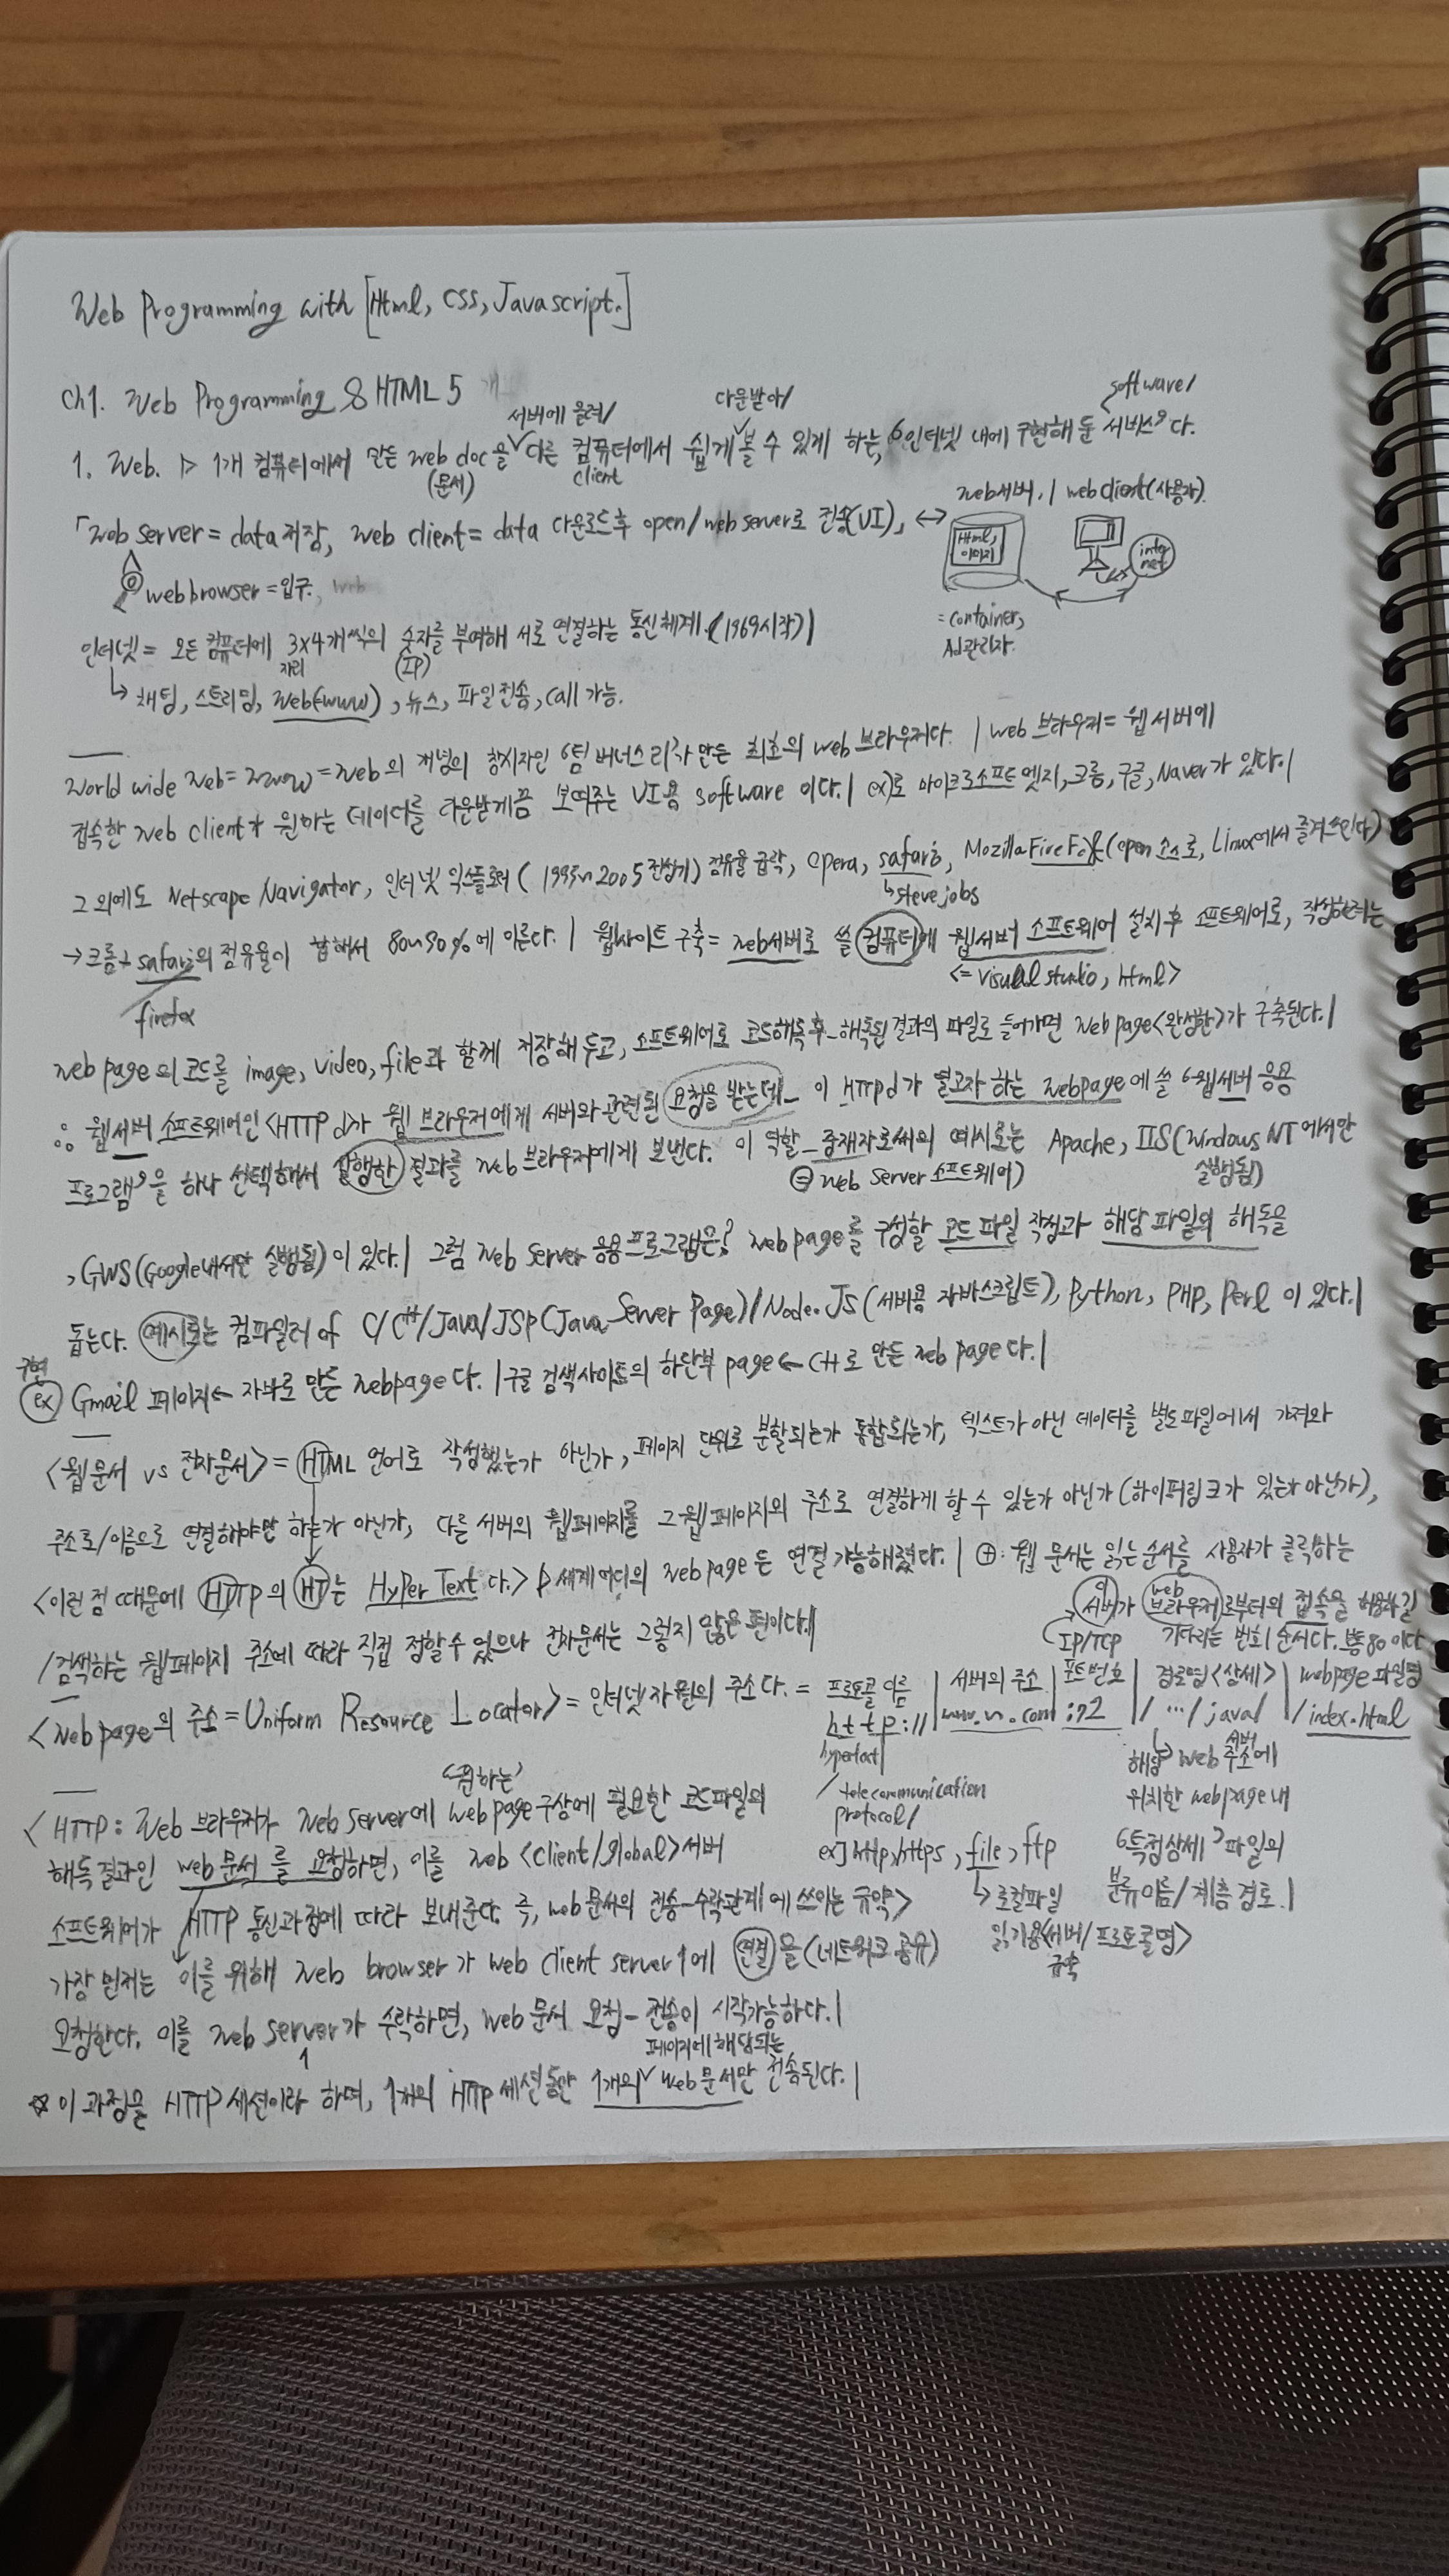 Web Programming with [Html, CSS, Javascript.]
Ch1. Web Programming & HTML 5
서버에 올려/ 다운받아/ software/
1. Web. ▷ 1개 컴퓨터에서 만든 web doc을 다른 컴퓨터에서 쉽게 볼 수 있게 하는, 인터넷 내에 구현해 둔 '서비스'다.
(문서) client
「Web server = data 저장, web client = data 다운로드 후 open/web server로 전송(UI)」 ↔
web서버 | web client(사용자).
Html, 이미지
internet
webbrowser = 입구.
= container, Ad관리자.
인터넷 = 모든 컴퓨터에 3x4개씩의 숫자를 부여해 서로 연결하는 통신체계. (1969시작)|
자리 (IP)
↳ 채팅, 스트리밍, web(www), 뉴스, 파일전송, call 가능.
World wide Web = www = web의 개념의 창시자인 '팀 버너스 리'가 만든 최초의 web브라우저다. | web 브라우저 = 웹 서버에
접속한 web client가 원하는 데이터를 다운받게끔 보여주는 UI용 software 이다.| ex)로 마이크로소프트 엣지, 크롬, 구글, Naver가 있다.|
그 외에도 Netscape Navigator, 인터넷 익스플로러 (1995~2005 전성기) 점유율 급락, opera, safari, Mozilla FireFox(open 소스로, Linux에서 즐겨쓰인다)
↳ steve jobs
→ 크롬+safari의 점유율이 합해서 80~90%에 이른다. | 웹사이트 구축 = web서버로 쓸 컴퓨터에 웹서버 소프트웨어 설치 후 소프트웨어로, 작성하려는
firefox
<= visual studio, html>
web page의 코드를 image, video, file과 함께 저장해 두고, 소프트웨어로 코드해독 후 - 해독된 결과의 파일로 들어가면 web page<완성한>가 구축된다.|
∴ 웹서버 소프트웨어인 <HTTP d>가 웹 브라우저에게 서버와 관련된 요청을 받는데_ 이 HTTPd가 열고자 하는 webpage에 쓸 '웹서버 응용
프로그램'을 하나 선택해서 실행한 결과를 web브라우저에게 보낸다. 이 역할_중재자로써의 예시로는 Apache, IIS(Windows NT에서만
(= web server 소프트웨어) 실행됨)
, GWS(Google내서만 실행됨)이 있다.| 그럼 web server 응용프로그램은? web page를 구성할 코드 파일 작성과 해당 파일의 해독을
돕는다. 예시로는 컴파일러 of C/C++/Java/JSP(Java Server Page)/Node.JS(서버용 자바스크립트), Python, PHP, Perl 이 있다.|
구현
ex) Gmail 페이지 ← 자바로 만든 webpage다. | 구글 검색사이트의 하단부 page ← C++로 만든 web page다.|
<웹문서 vs 전자문서> = HTML 언어로 작성했는가 아닌가, 페이지 단위로 분할되는가 통합되는가, 텍스트가 아닌 데이터를 별도 파일에서 가져와
주소로/이름으로 연결해야만 하는가 아닌가, 다른 서버의 웹페이지를 그 웹페이지의 주소로 연결하게 할 수 있는가 아닌가(하이퍼링크가 있는가 아닌가),
<이런 점 때문에 HTTP의 HT는 Hyper Text다.> 세계 어디의 web page든 연결 가능해졌다. | ⊕: 웹 문서는 읽는 순서를 사용자가 클릭하는
/검색하는 웹페이지 주소에 따라 직접 정할 수 있으나 전자문서는 그렇지 않은 편이다.|
이 서버가 web 브라우저로부터의 접속을 허용하길
IP/TCP 기다리는 번호/순서다. 보통 80이다
<Web page의 주소 = Uniform Resource Locator> = 인터넷 자원의 주소다. = 프로토콜 이름 | 서버의 주소 | 포트번호 | 경로명<상세> | webpage 파일명
http:// www.n.com :72 / … / java/ /index.html
/telecommunication
protocol/
ex] http, https, file, ftp
↳ 로컬파일
읽기용<서버/프로토콜명>
해당 web 서버 주소에
위치한 webpage 내
'특정상세' 파일의
분류 이름/계층 경로.|
'원하는'
<HTTP: Web 브라우저가 Web Server에 web page 구상에 필요한 코드파일의
해독결과인 web 문서를 요청하면, 이를 web <client/global>서버
소프트웨어가 HTTP 통신과정에 따라 보내준다. 즉, web문서의 전송-수락관계에 쓰이는 규약>
가장 먼저는 이를 위해 Web browser가 web client server1에 연결을 (네트워크 공유)
요청한다. 이를 Web server1가 수락하면, web 문서 요청-전송이 시작가능하다.|
페이지에 해당되는
☆ 이 과정을 HTTP 세션이라 하며, 1개의 HTTP 세션동안 1개의 web문서만 전송된다.|